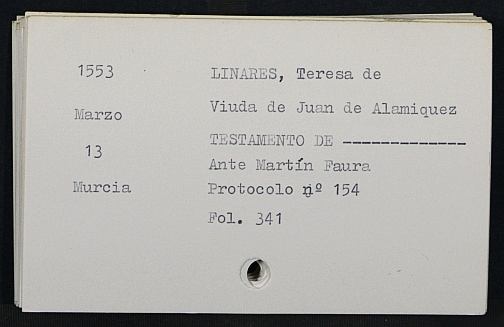 1553 LINARES, Teresa de
Marzo Viuda de Juan de Alamiquez
13 TESTAMENTO DE -------------
Ante Martín Faura
Murcia Protocolo nº 154
Fol. 341